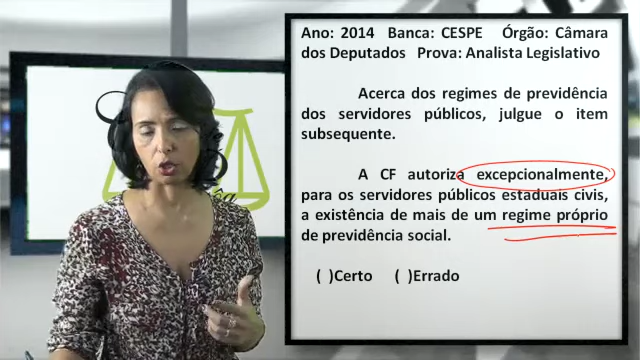 Ano: 2014 Banca: CESPE Órgão: Câmara
dos Deputados Prova: Analista Legislativo
Acerca dos regimes de previdência
dos servidores públicos, julgue o item
subsequente.
A CF autoriza excepcionalmente,
para os servidores públicos estaduais civis,
a existência de mais de um regime próprio
de previdência social.
( )Certo ( )Errado